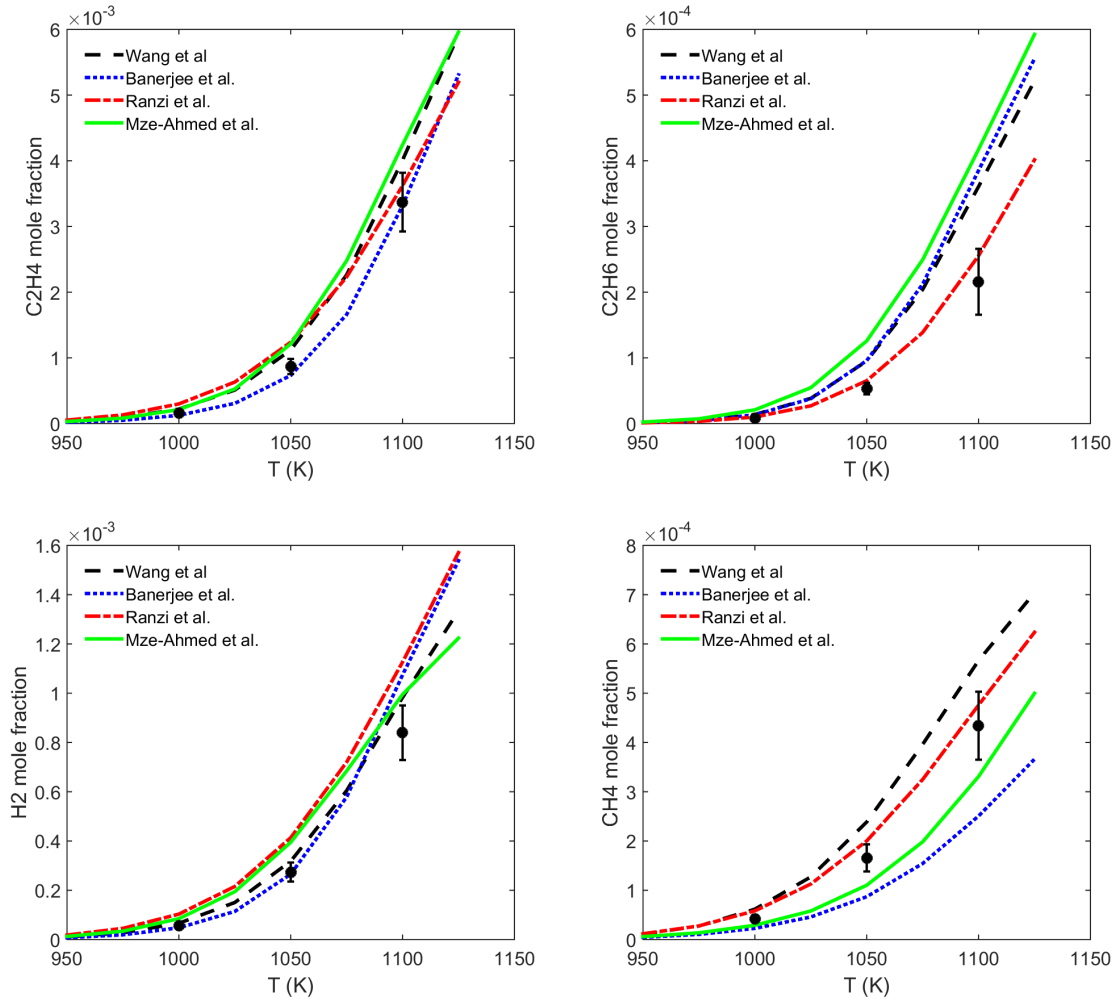 ×10-3
6
5
4
3
2
1
0
C2H4 mole fraction
Wang et al
Banerjee et al.
Ranzi et al.
Mze-Ahmed et al.
950 1000 1050 1100 1150
T (K)
×10-4
6
5
4
3
2
1
0
C2H6 mole fraction
Wang et al
Banerjee et al.
Ranzi et al.
Mze-Ahmed et al.
950 1000 1050 1100 1150
T (K)
×10-3
1.6
1.4
1.2
1
0.8
0.6
0.4
0.2
0
H2 mole fraction
Wang et al
Banerjee et al.
Ranzi et al.
Mze-Ahmed et al.
950 1000 1050 1100 1150
T (K)
×10-4
8
7
6
5
4
3
2
1
0
CH4 mole fraction
Wang et al
Banerjee et al.
Ranzi et al.
Mze-Ahmed et al.
950 1000 1050 1100 1150
T (K)